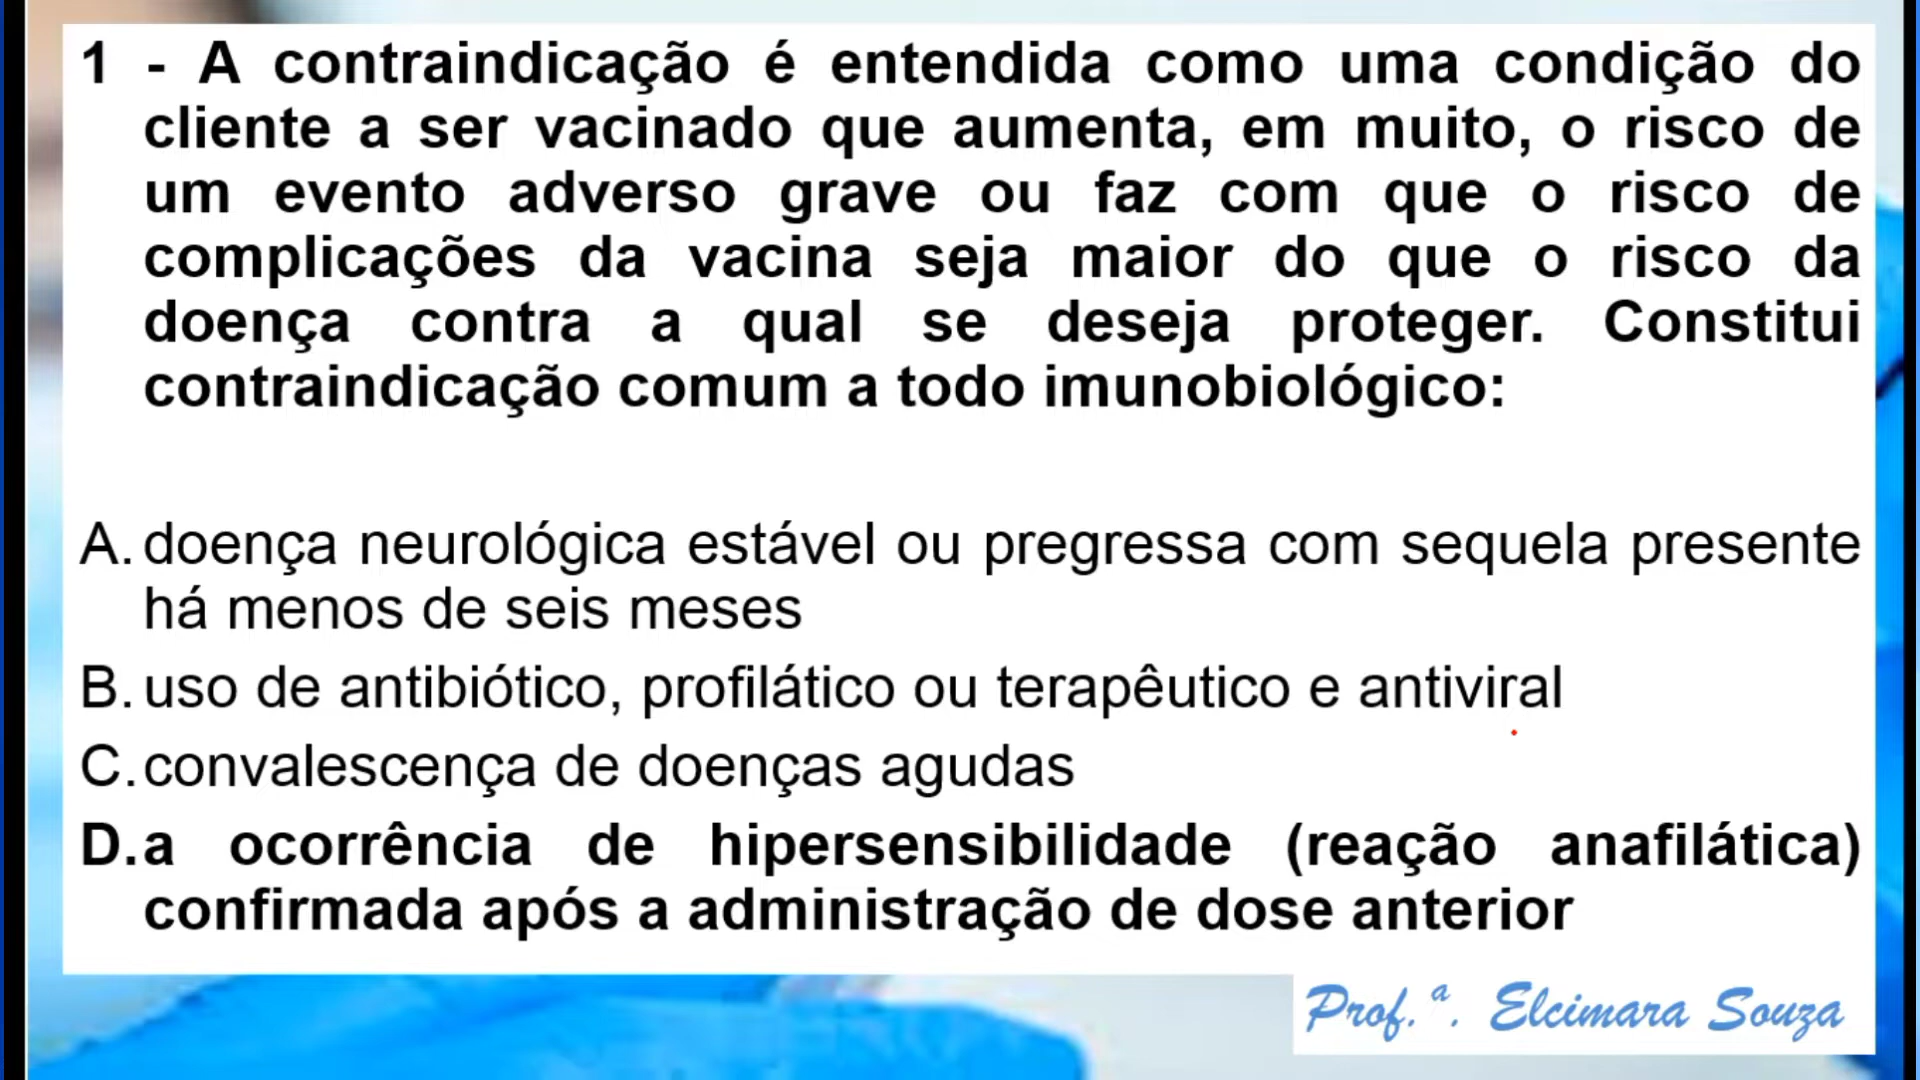 1 - A contraindicação é entendida como uma condição do
cliente a ser vacinado que aumenta, em muito, o risco de
um evento adverso grave ou faz com que o risco de
complicações da vacina seja maior do que o risco da
doença contra a qual se deseja proteger. Constitui
contraindicação comum a todo imunobiológico:
A. doença neurológica estável ou pregressa com sequela presente
há menos de seis meses
B. uso de antibiótico, profilático ou terapêutico e antiviral
C. convalescença de doenças agudas
D. a ocorrência de hipersensibilidade (reação anafilática)
confirmada após a administração de dose anterior
Prof.ª. Elcimara Souza